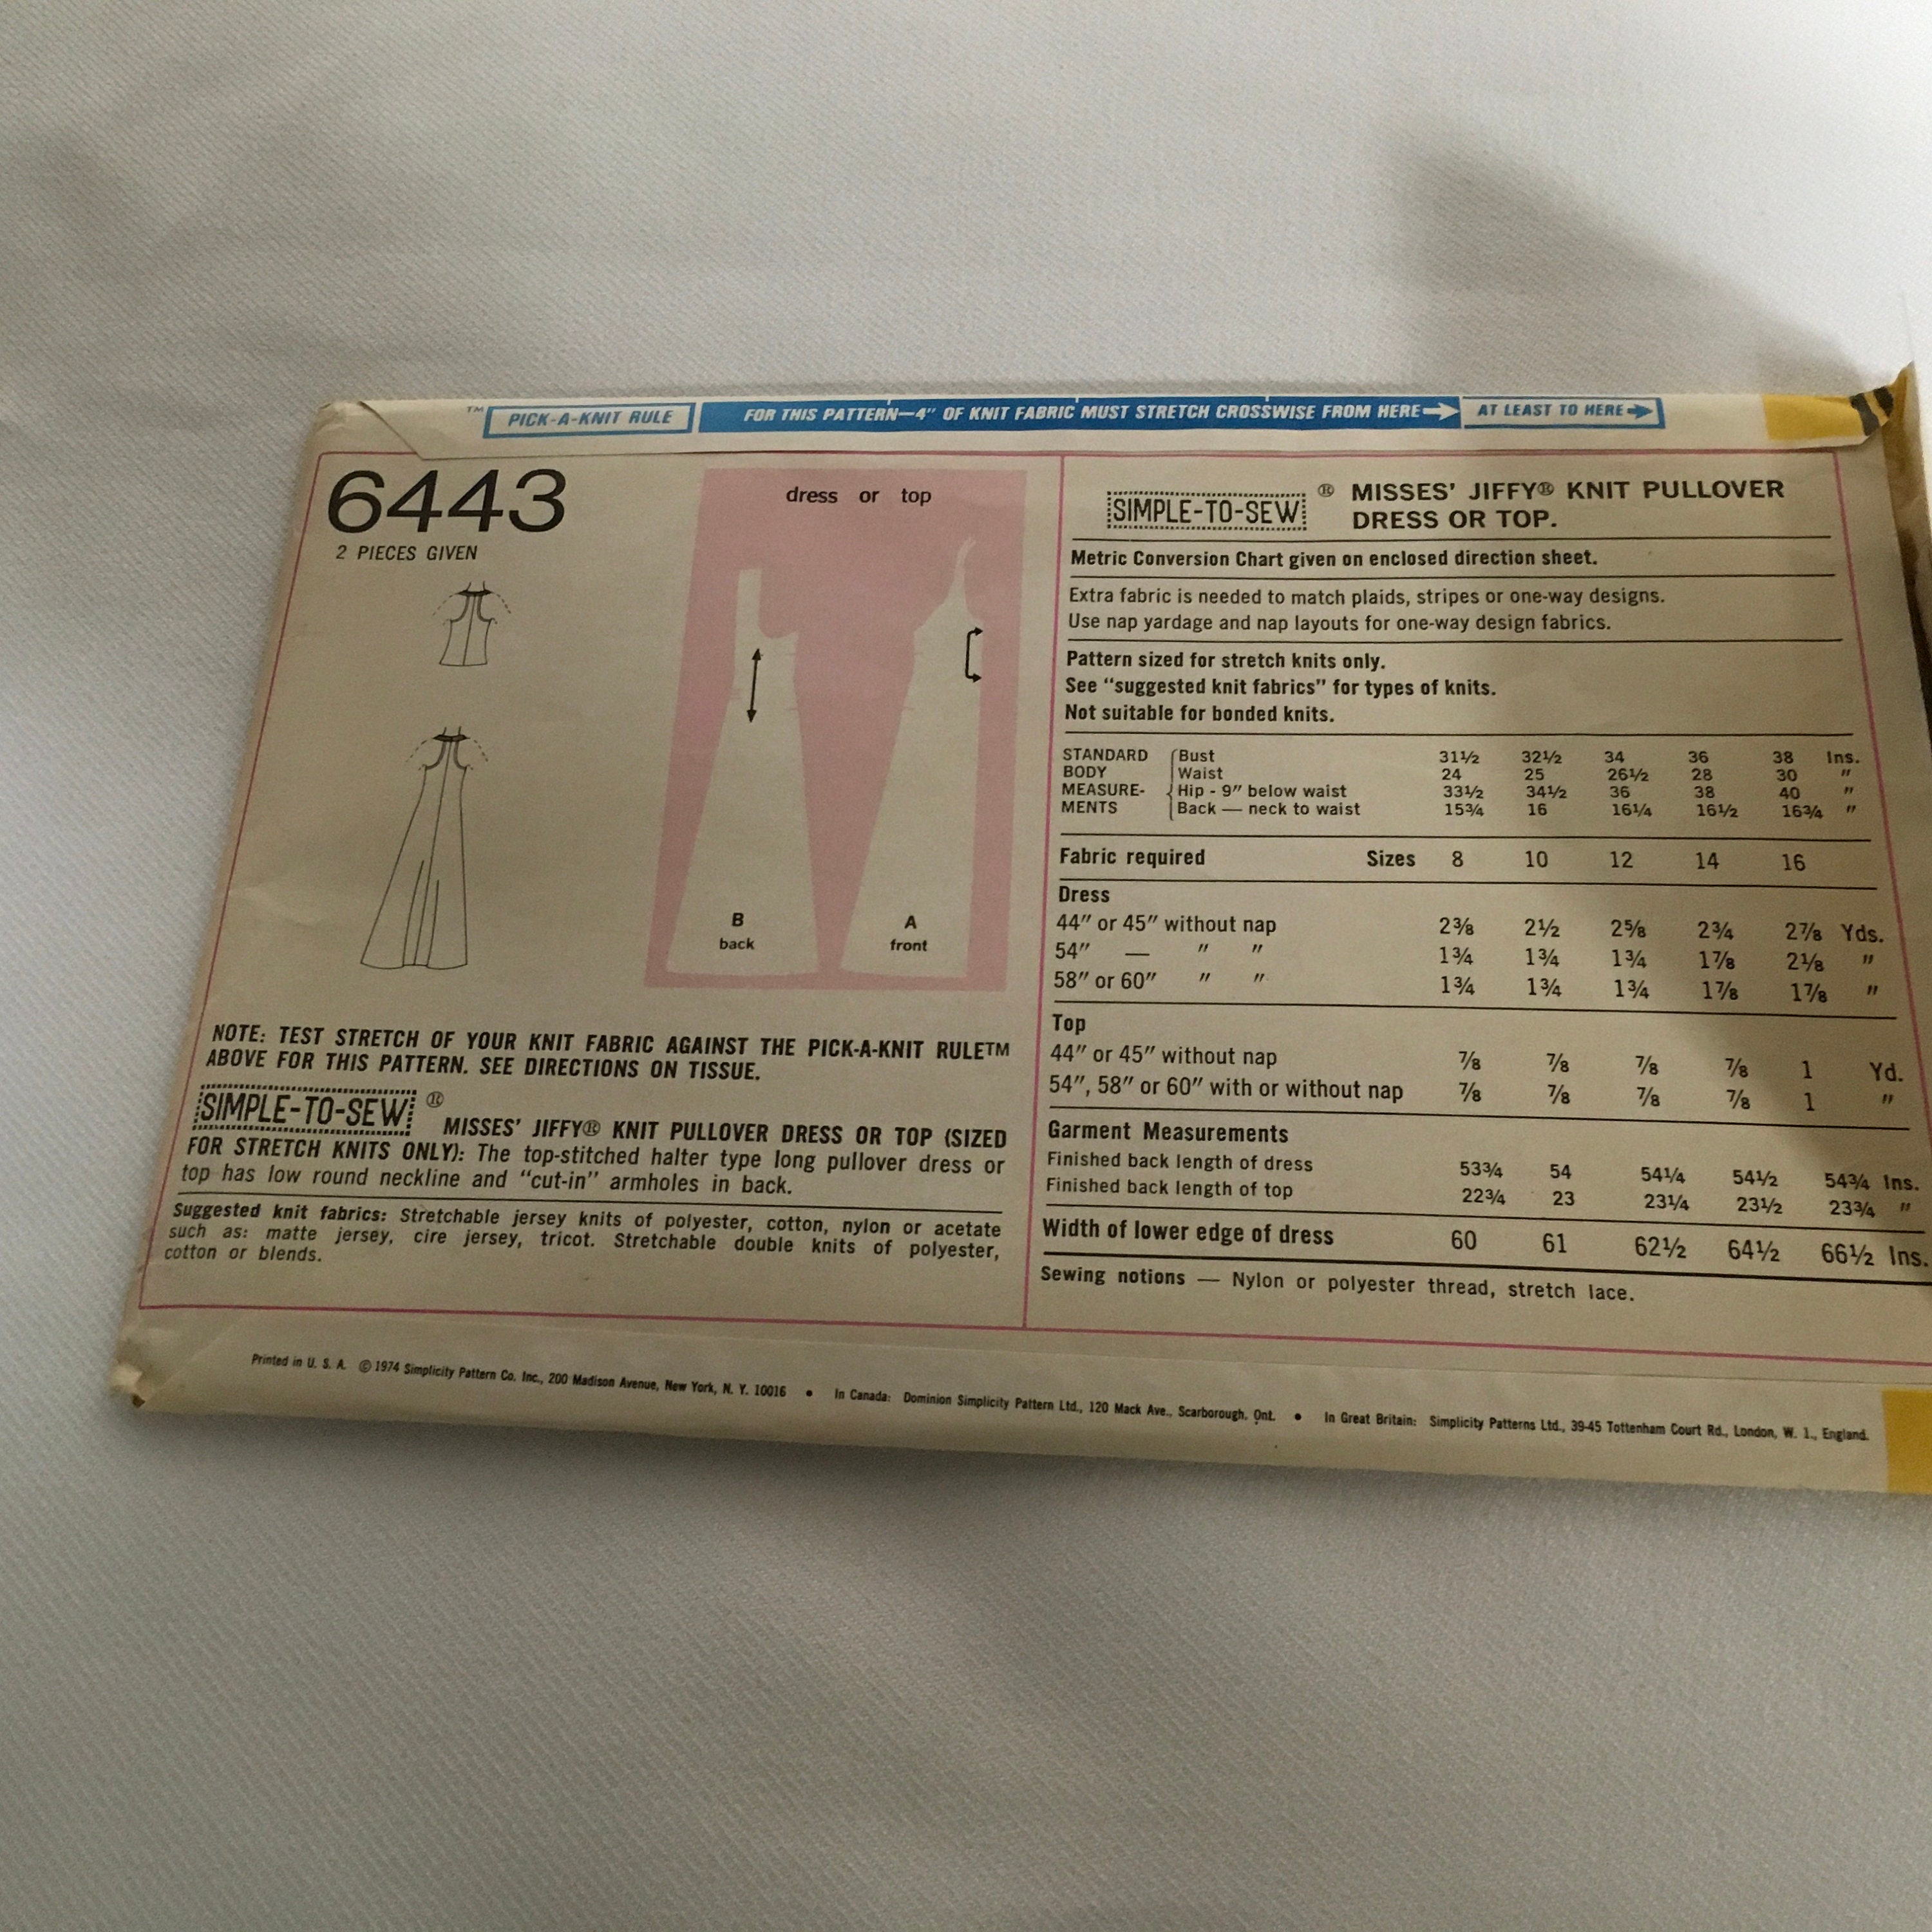 ™ PICK-A-KNIT RULE FOR THIS PATTERN—4" OF KNIT FABRIC MUST STRETCH CROSSWISE FROM HERE AT LEAST TO HERE
6443
2 PIECES GIVEN
dress or top
B
back
A
front
NOTE: TEST STRETCH OF YOUR KNIT FABRIC AGAINST THE PICK-A-KNIT RULE™
ABOVE FOR THIS PATTERN. SEE DIRECTIONS ON TISSUE.
SIMPLE-TO-SEW ® MISSES' JIFFY® KNIT PULLOVER DRESS OR TOP (SIZED
FOR STRETCH KNITS ONLY): The top-stitched halter type long pullover dress or
top has low round neckline and "cut-in" armholes in back.
Suggested knit fabrics: Stretchable jersey knits of polyester, cotton, nylon or acetate
such as: matte jersey, cire jersey, tricot. Stretchable double knits of polyester,
cotton or blends.
SIMPLE-TO-SEW ® MISSES' JIFFY® KNIT PULLOVER
DRESS OR TOP.
Metric Conversion Chart given on enclosed direction sheet.
Extra fabric is needed to match plaids, stripes or one-way designs.
Use nap yardage and nap layouts for one-way design fabrics.
Pattern sized for stretch knits only.
See "suggested knit fabrics" for types of knits.
Not suitable for bonded knits.
STANDARD Bust 31½ 32½ 34 36 38 Ins.
BODY Waist 24 25 26½ 28 30 "
MEASURE- Hip - 9" below waist 33½ 34½ 36 38 40 "
MENTS Back — neck to waist 15¾ 16 16¼ 16½ 16¾ "
Fabric required Sizes 8 10 12 14 16
Dress
44" or 45" without nap 2⅜ 2½ 2⅝ 2¾ 2⅞ Yds.
54" — " " 1¾ 1¾ 1¾ 1⅞ 2⅛ "
58" or 60" " " 1¾ 1¾ 1¾ 1⅞ 1⅞ "
Top
44" or 45" without nap ⅞ ⅞ ⅞ ⅞ 1 Yd.
54", 58" or 60" with or without nap ⅞ ⅞ ⅞ ⅞ 1 "
Garment Measurements
Finished back length of dress 53¾ 54 54¼ 54½ 54¾ Ins.
Finished back length of top 22¾ 23 23¼ 23½ 23¾ "
Width of lower edge of dress 60 61 62½ 64½ 66½ Ins.
Sewing notions — Nylon or polyester thread, stretch lace.
Printed in U. S. A. © 1974 Simplicity Pattern Co. Inc., 200 Madison Avenue, New York, N. Y. 10016 • In Canada: Dominion Simplicity Pattern Ltd., 120 Mack Ave., Scarborough, Ont. • In Great Britain: Simplicity Patterns Ltd., 39-45 Tottenham Court Rd., London, W. 1., England.